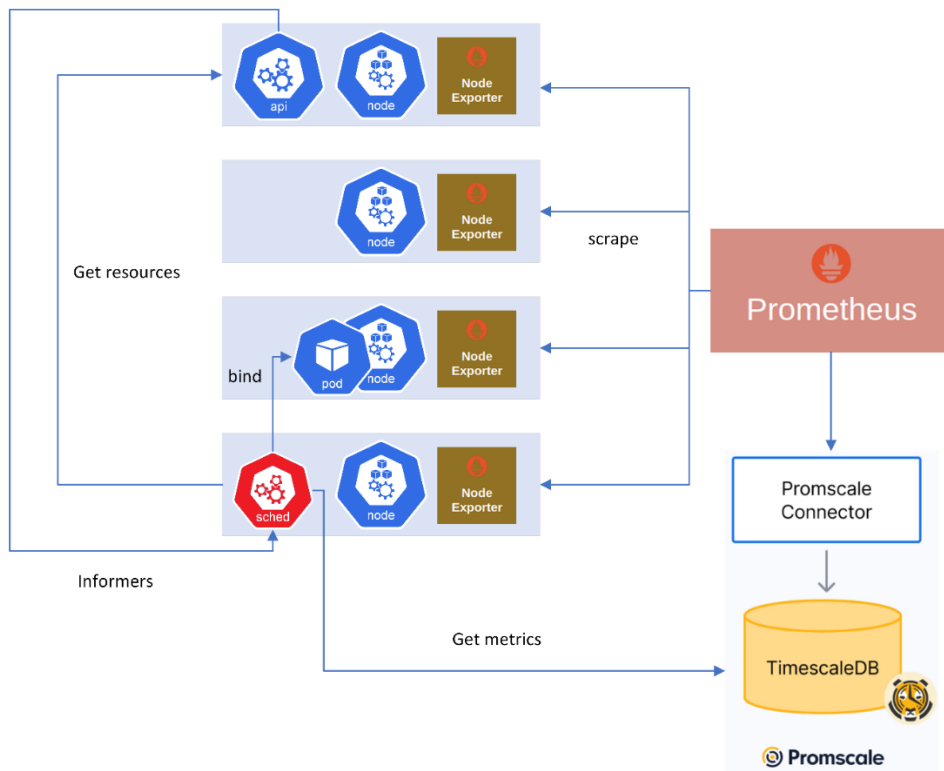 api
node
Node
Exporter
node
Node
Exporter
scrape
Get resources
Prometheus
bind
pod
node
Node
Exporter
sched
node
Node
Exporter
Promscale
Connector
Informers
Get metrics
TimescaleDB
Promscale